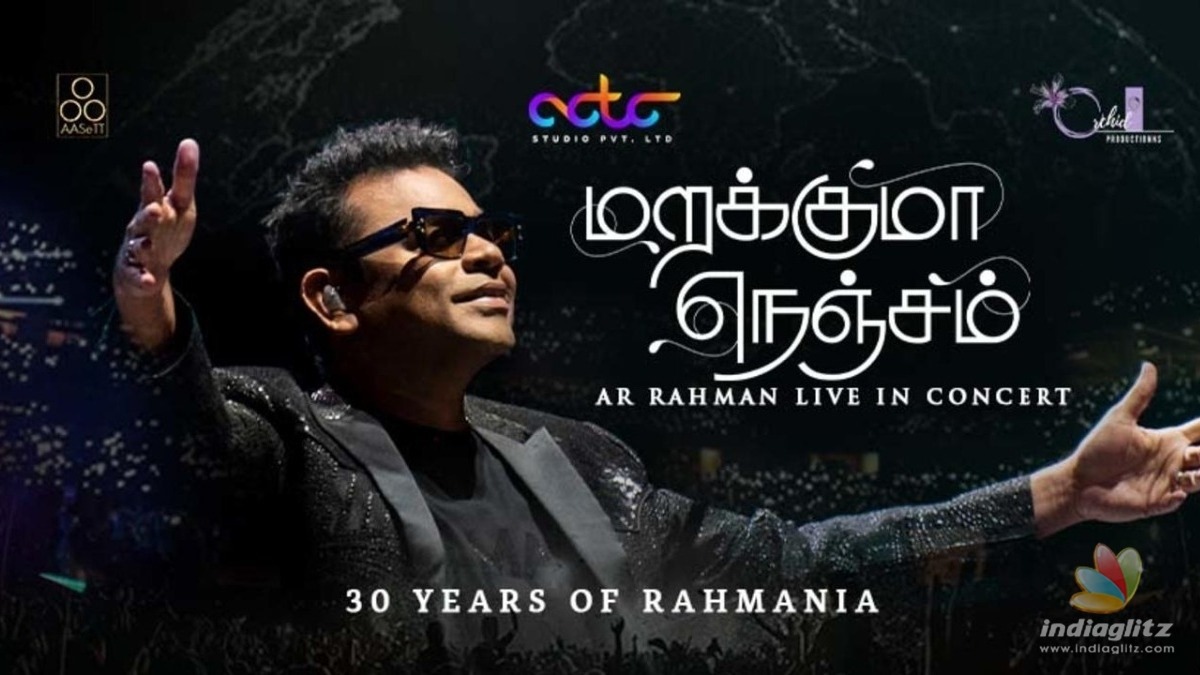 AASeTT
actc
STUDIO PVT. LTD
Orchid
PRODUCTIONNS
மறக்குமா
நெஞ்சம்
AR RAHMAN LIVE IN CONCERT
30 YEARS OF RAHMANIA
indiaglitz
www.indiaglitz.com